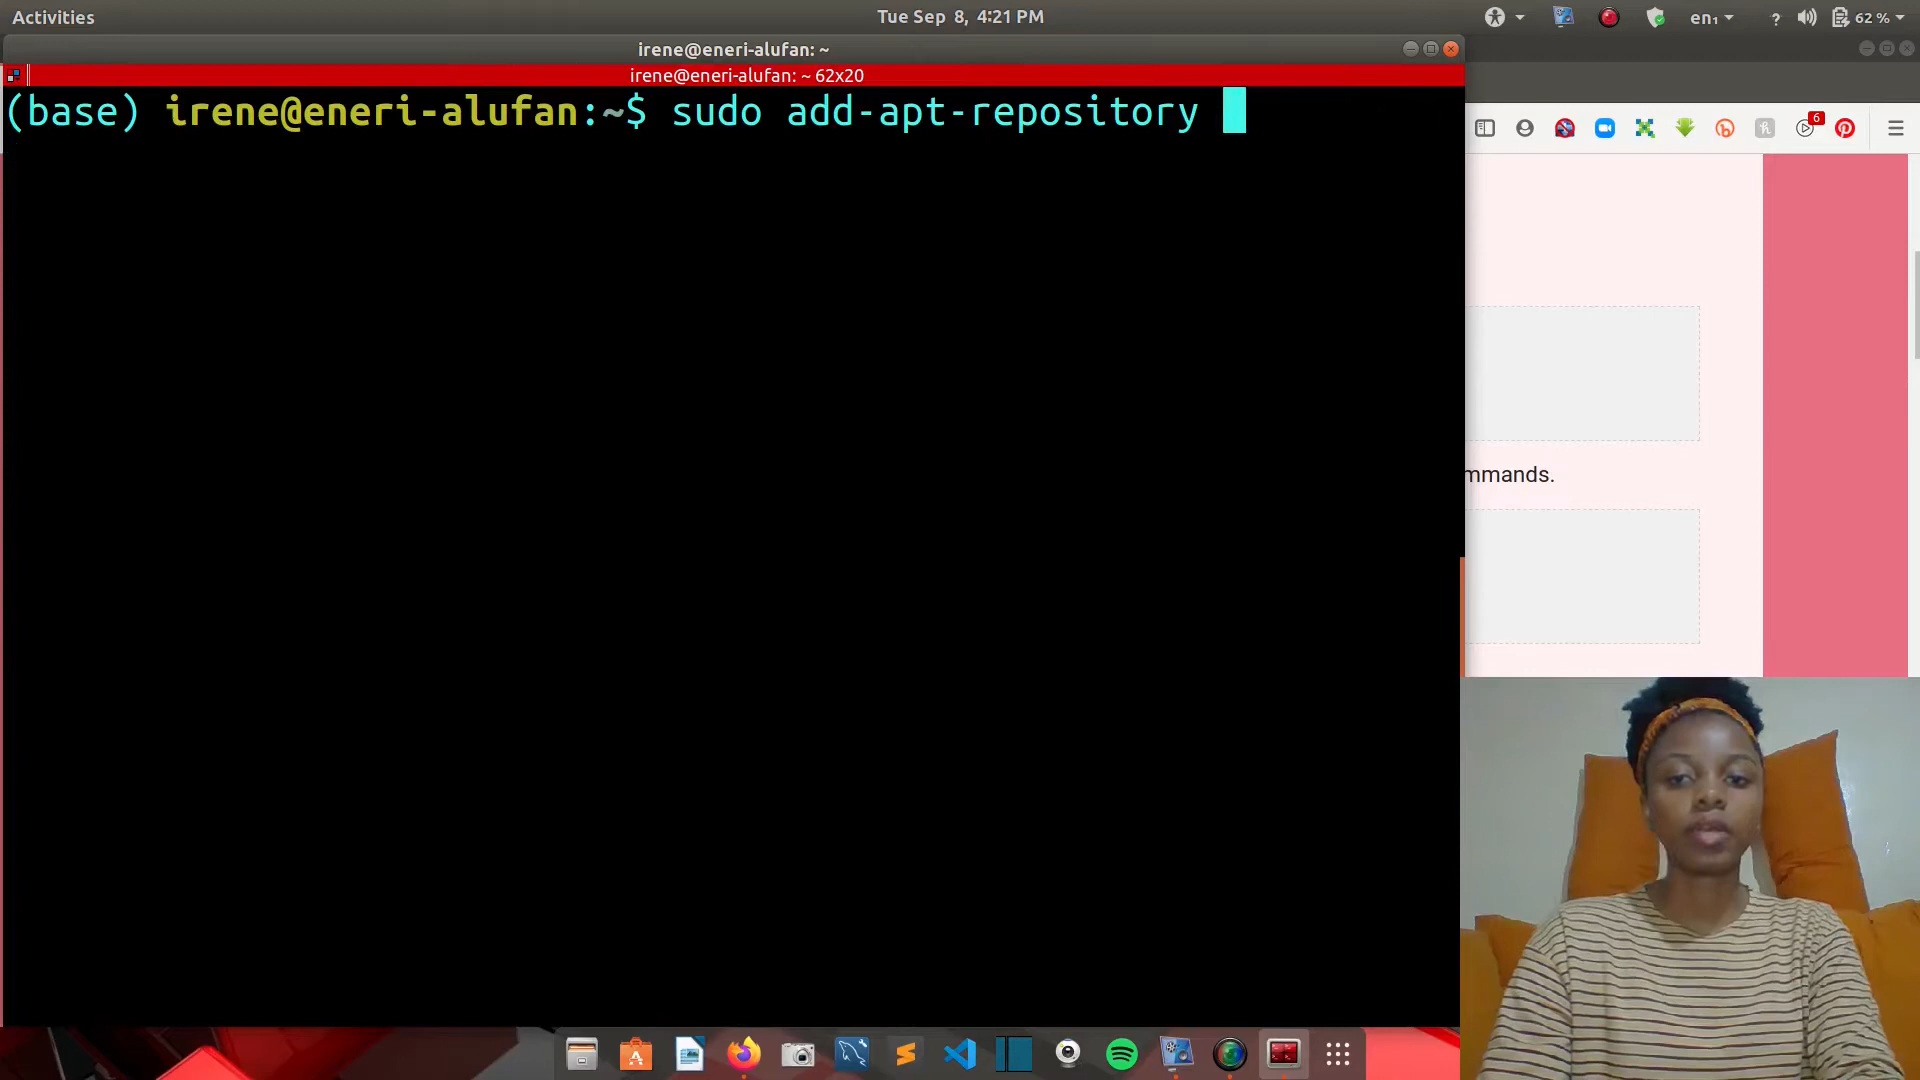 Activities
Tue Sep 8, 4:21 PM
en₁
?
62 %
irene@eneri-alufan: ~
irene@eneri-alufan: ~ 62x20
(base) irene@eneri-alufan:~$ sudo add-apt-repository
6
mmands.